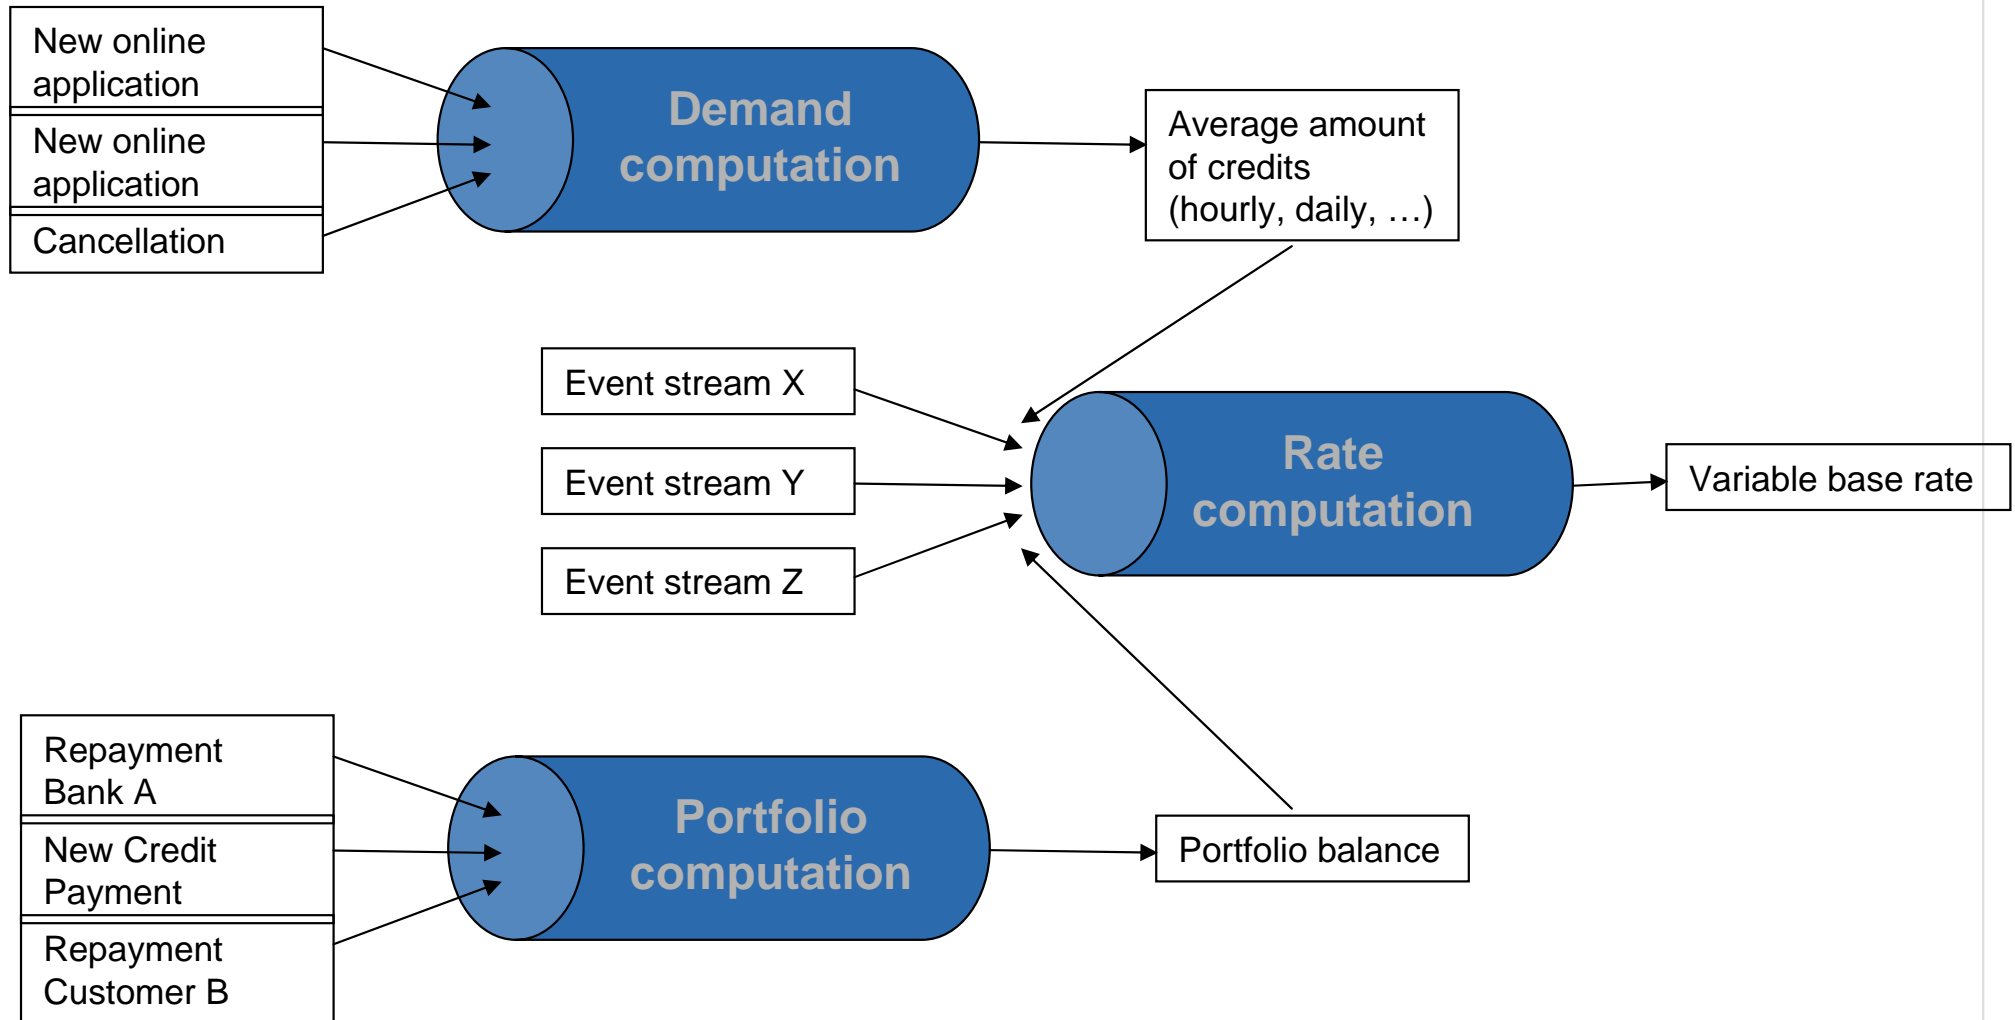 New online
application
New online
application
Cancellation
Demand
computation
Average amount
of credits
(hourly, daily, …)
Event stream X
Event stream Y
Event stream Z
Rate
computation
Variable base rate
Repayment
Bank A
New Credit
Payment
Repayment
Customer B
Portfolio
computation
Portfolio balance